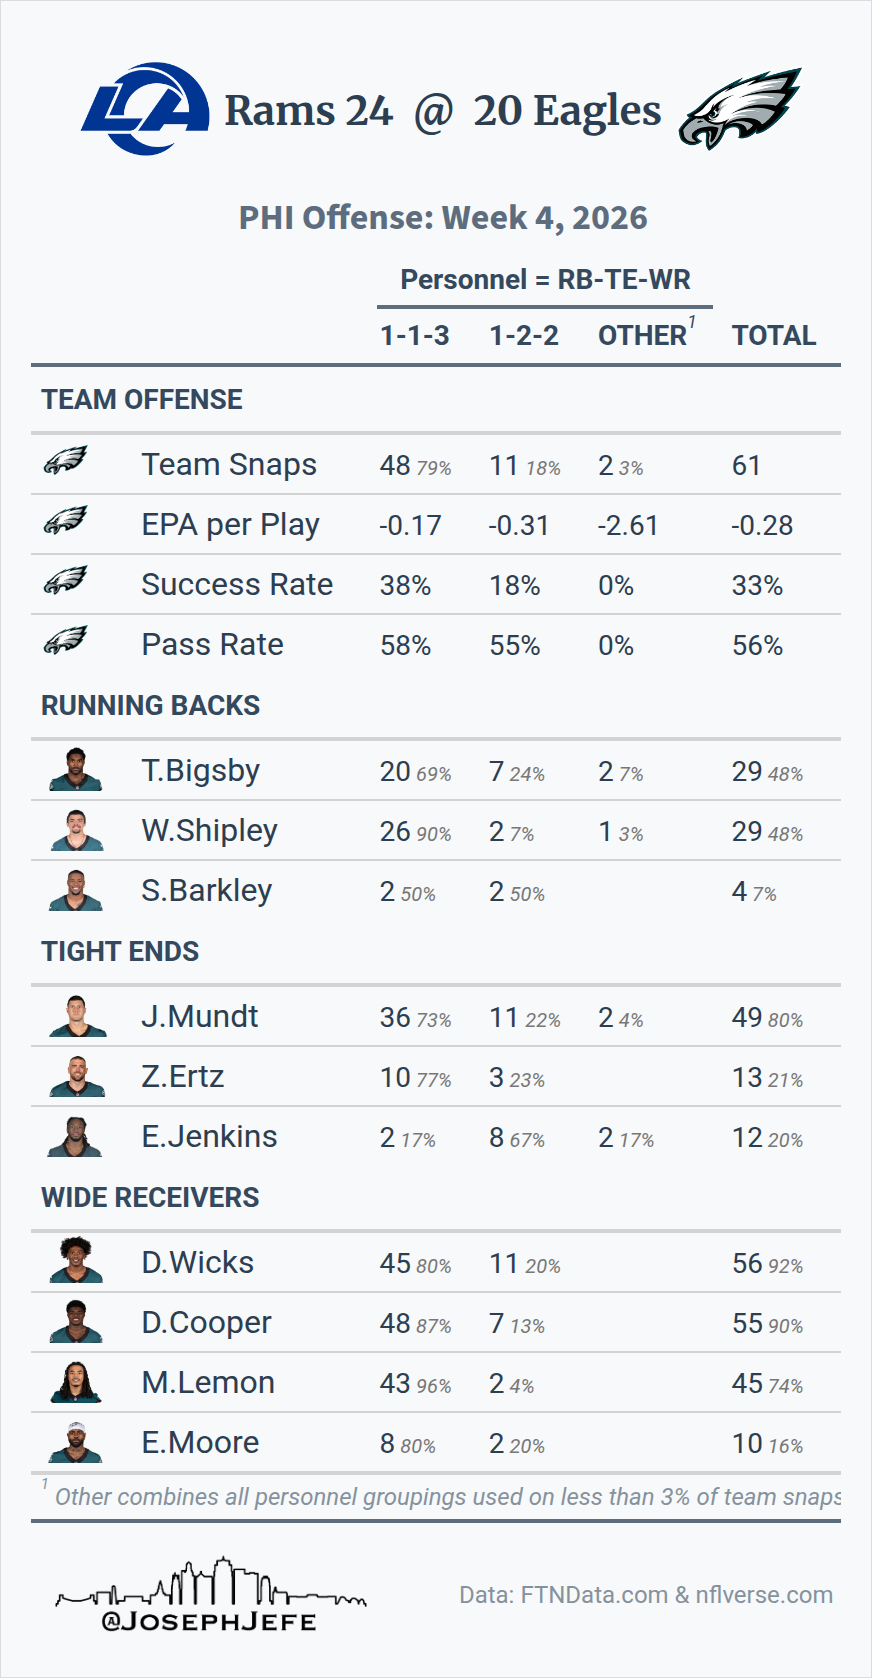 LA Rams 24 @ 20 Eagles
PHI Offense: Week 4, 2026
Personnel = RB-TE-WR
1-1-3 1-2-2 OTHER1 TOTAL
TEAM OFFENSE
Team Snaps 48 79% 11 18% 2 3% 61
EPA per Play -0.17 -0.31 -2.61 -0.28
Success Rate 38% 18% 0% 33%
Pass Rate 58% 55% 0% 56%
RUNNING BACKS
T.Bigsby 20 69% 7 24% 2 7% 29 48%
W.Shipley 26 90% 2 7% 1 3% 29 48%
S.Barkley 2 50% 2 50% 4 7%
TIGHT ENDS
J.Mundt 36 73% 11 22% 2 4% 49 80%
Z.Ertz 10 77% 3 23% 13 21%
E.Jenkins 2 17% 8 67% 2 17% 12 20%
WIDE RECEIVERS
D.Wicks 45 80% 11 20% 56 92%
D.Cooper 48 87% 7 13% 55 90%
M.Lemon 43 96% 2 4% 45 74%
E.Moore 8 80% 2 20% 10 16%
1 Other combines all personnel groupings used on less than 3% of team snaps
@JOSEPHJEFE
Data: FTNData.com & nflverse.com